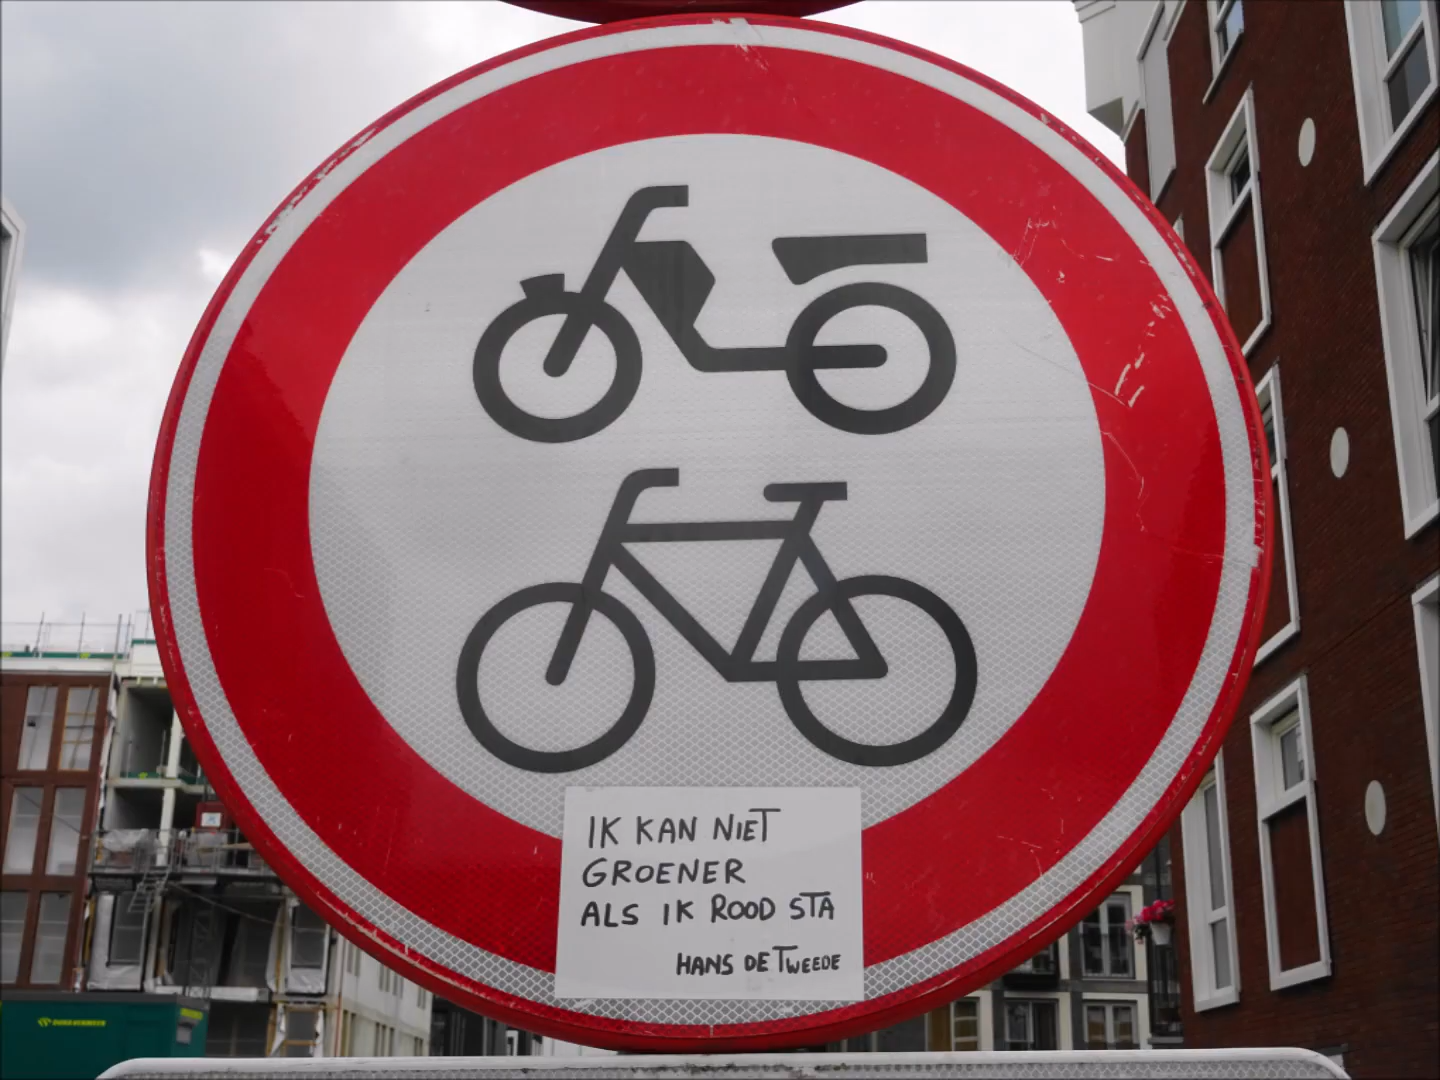 IK KAN NIET
GROENER
ALS IK ROOD STA
HANS DE TWEEDE